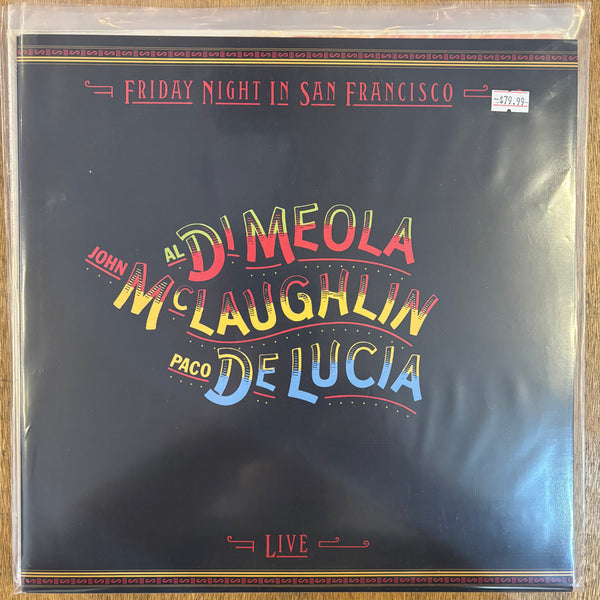 FRIDAY NIGHT IN SAN FRANCISCO
$79.99
AL DI MEOLA
JOHN MCLAUGHLIN
PACO DE LUCIA
LIVE